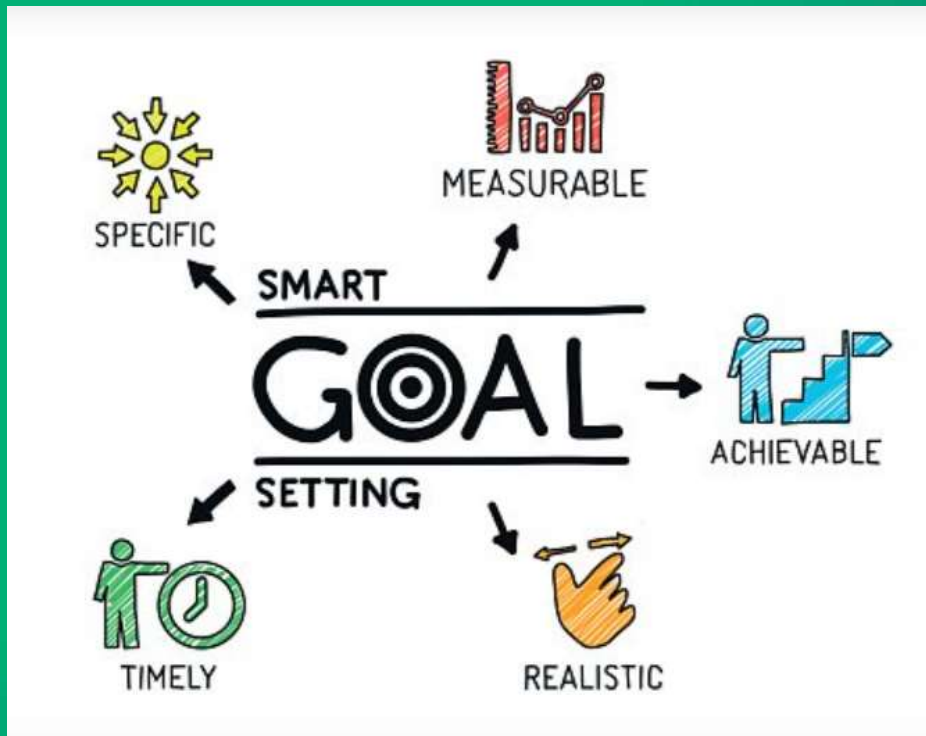 SMART
GOAL
SETTING
SPECIFIC
MEASURABLE
ACHIEVABLE
REALISTIC
TIMELY